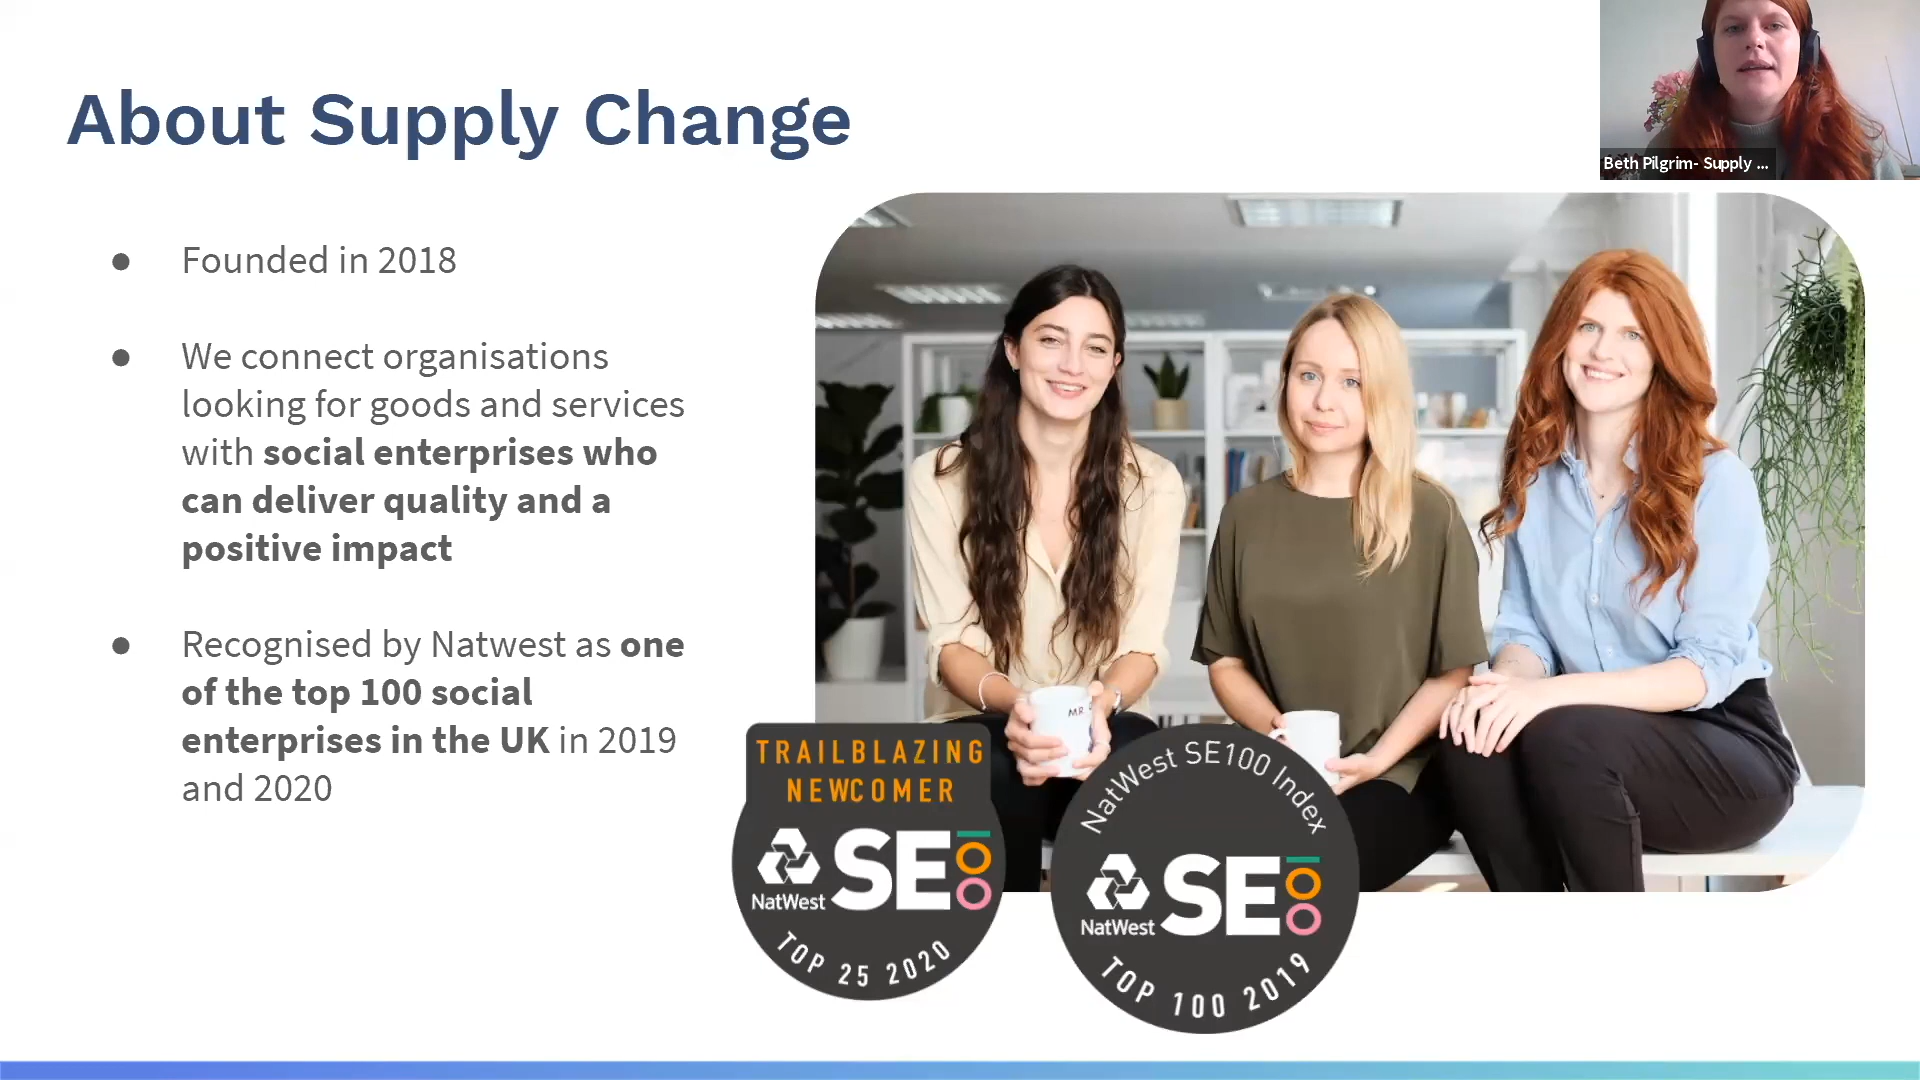 About Supply Change
Beth Pilgrim- Supply ...
● Founded in 2018
● We connect organisations
looking for goods and services
with social enterprises who
can deliver quality and a
positive impact
● Recognised by Natwest as one
of the top 100 social
enterprises in the UK in 2019
and 2020
MR
TRAILBLAZING
NEWCOMER
NatWest SE100
TOP 25 2020
NatWest SE100 Index
NatWest SE100
TOP 100 2019